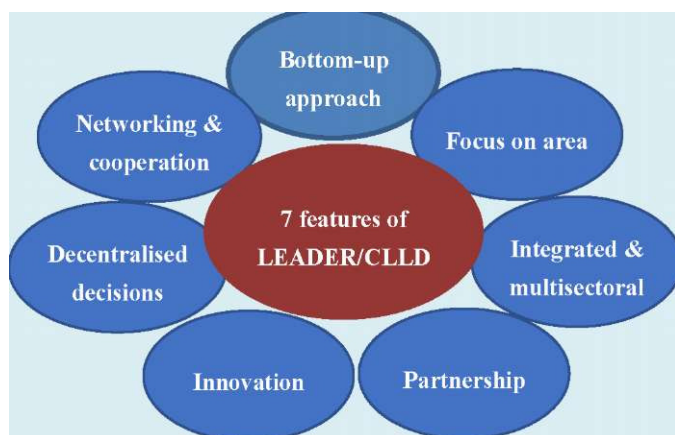 Bottom-up
approach
Networking &
cooperation
Focus on area
7 features of
LEADER/CLLD
Decentralised
decisions
Integrated &
multisectoral
Innovation
Partnership